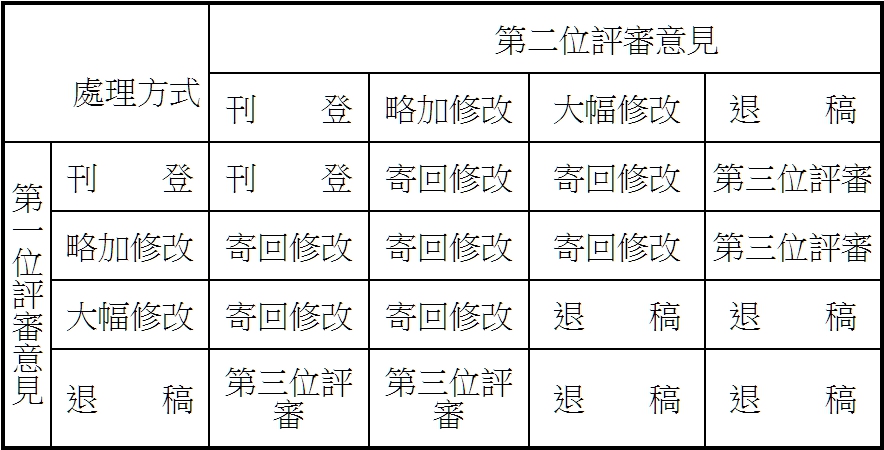 第二位評審意見
處理方式
刊　　登 略加修改 大幅修改 退　　稿
第一位評審意見
刊　　登 刊　　登 寄回修改 寄回修改 第三位評審
略加修改 寄回修改 寄回修改 寄回修改 第三位評審
大幅修改 寄回修改 寄回修改 退　　稿 退　　稿
退　　稿 第三位評審 第三位評審 退　　稿 退　　稿